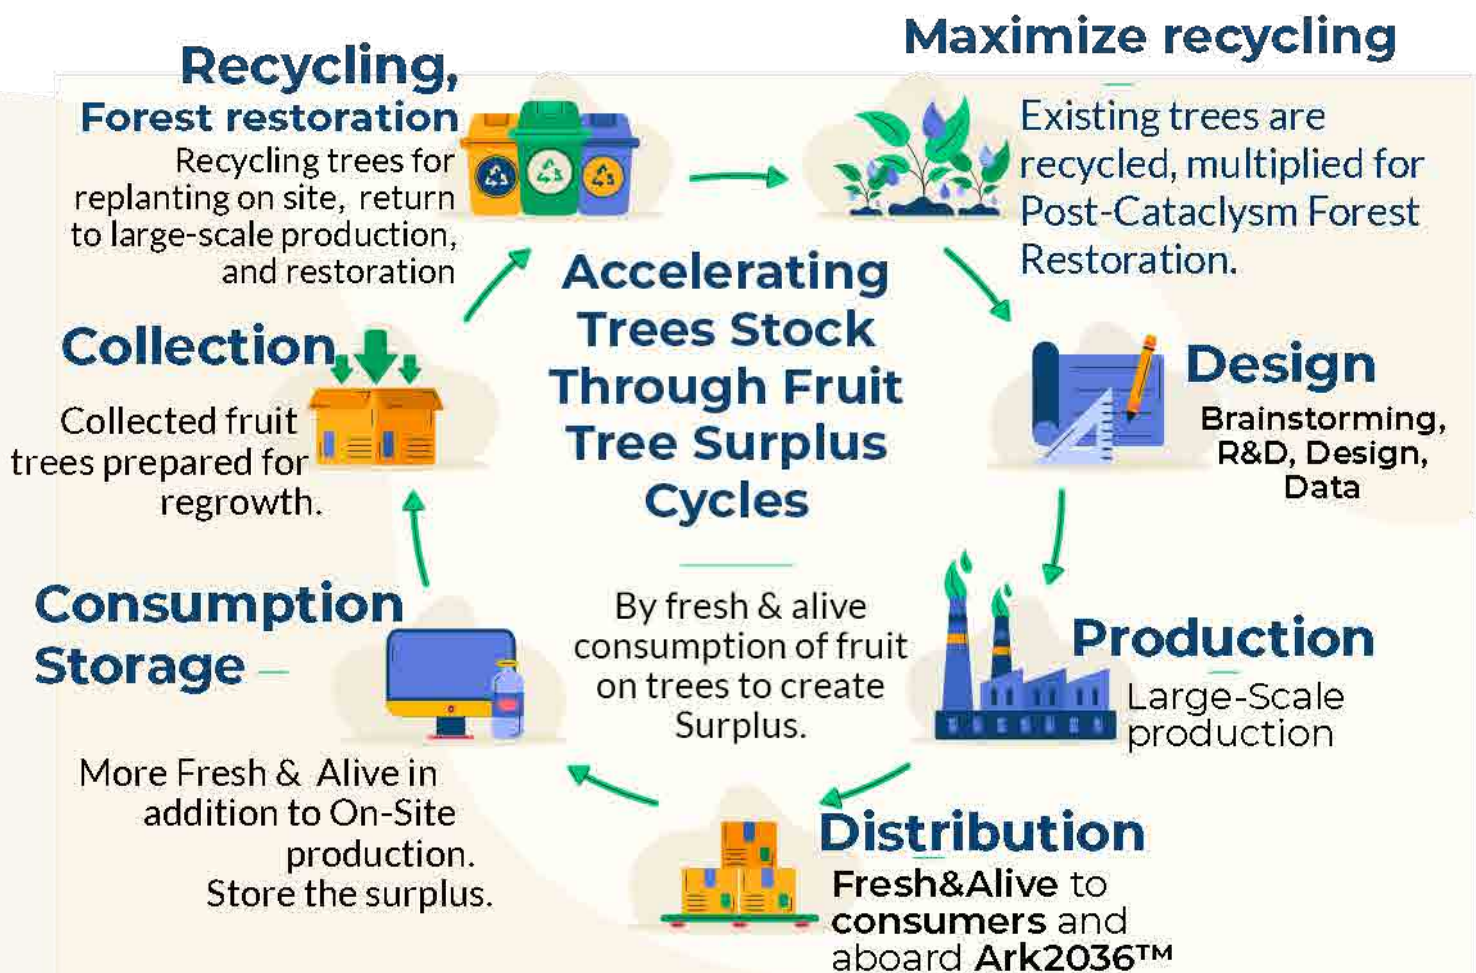 Maximize recycling
Existing trees are
recycled, multiplied for
Post-Cataclysm Forest
Restoration.
Design
Brainstorming,
R&D, Design,
Data
Production
Large-Scale
production
Distribution
Fresh&Alive to
consumers and
aboard Ark2036™
Consumption
Storage
More Fresh & Alive in
addition to On-Site
production.
Store the surplus.
Collection
Collected fruit
trees prepared for
regrowth.
Recycling,
Forest restoration
Recycling trees for
replanting on site, return
to large-scale production,
and restoration
Accelerating
Trees Stock
Through Fruit
Tree Surplus
Cycles
By fresh & alive
consumption of fruit
on trees to create
Surplus.